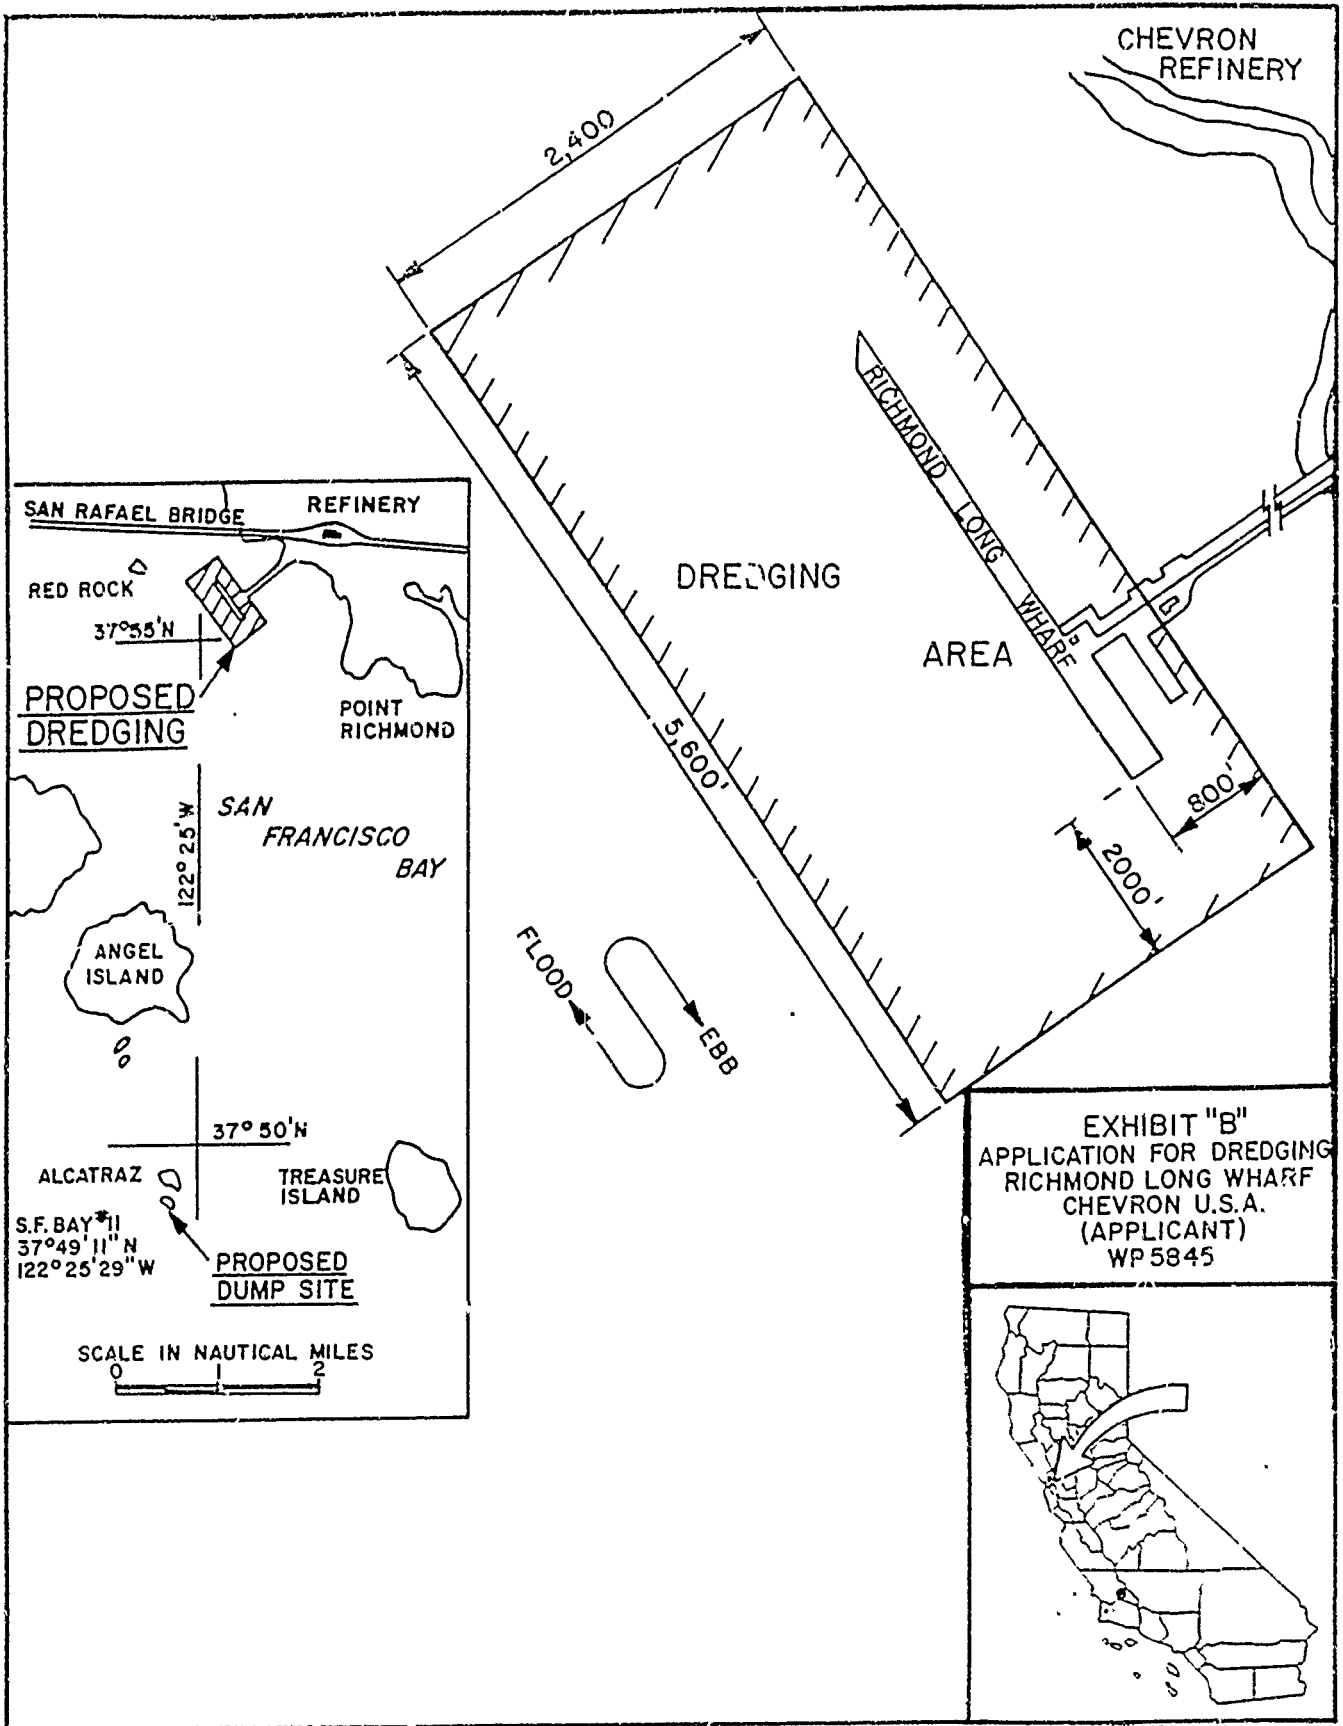 CHEVRON
REFINERY
2,400
RICHMOND LONG WHARF
DREDGING
AREA
5,600'
800'
2000'
FLOOD
EBB
SAN RAFAEL BRIDGE
REFINERY
RED ROCK
37°55'N
PROPOSED
DREDGING
POINT
RICHMOND
122° 25' W
SAN
FRANCISCO
BAY
ANGEL
ISLAND
37° 50' N
ALCATRAZ
TREASURE
ISLAND
S.F. BAY #11
37°49'11" N
122°25'29" W
PROPOSED
DUMP SITE
SCALE IN NAUTICAL MILES
0 1 2
EXHIBIT "B"
APPLICATION FOR DREDGING
RICHMOND LONG WHARF
CHEVRON U.S.A.
(APPLICANT)
WP 5845